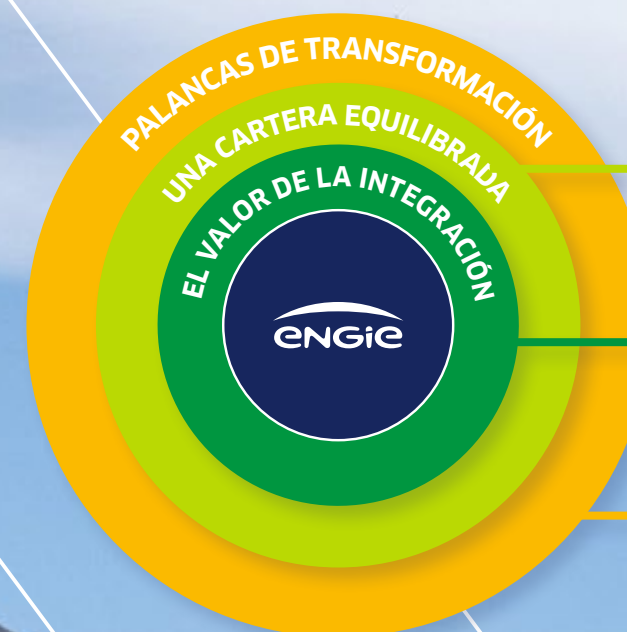 PALANCAS DE TRANSFORMACIÓN
UNA CARTERA EQUILIBRADA
EL VALOR DE LA INTEGRACIÓN
eNGie